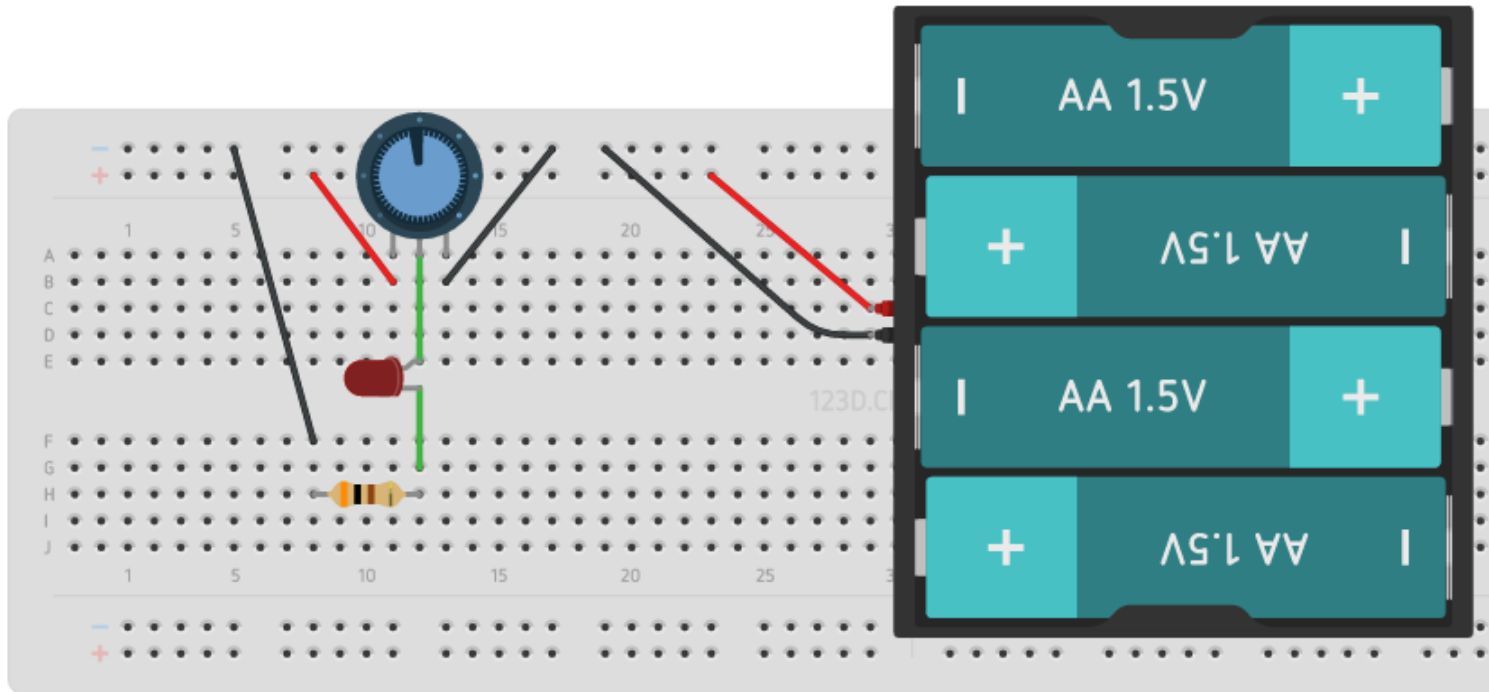 − AA 1.5V +
+ AA 1.5V −
− AA 1.5V +
+ AA 1.5V −
−
+
1 5 10 15 20 25
A
B
C
D
E
123D.C
F
G
H
I
J
1 5 10 15 20 25
−
+